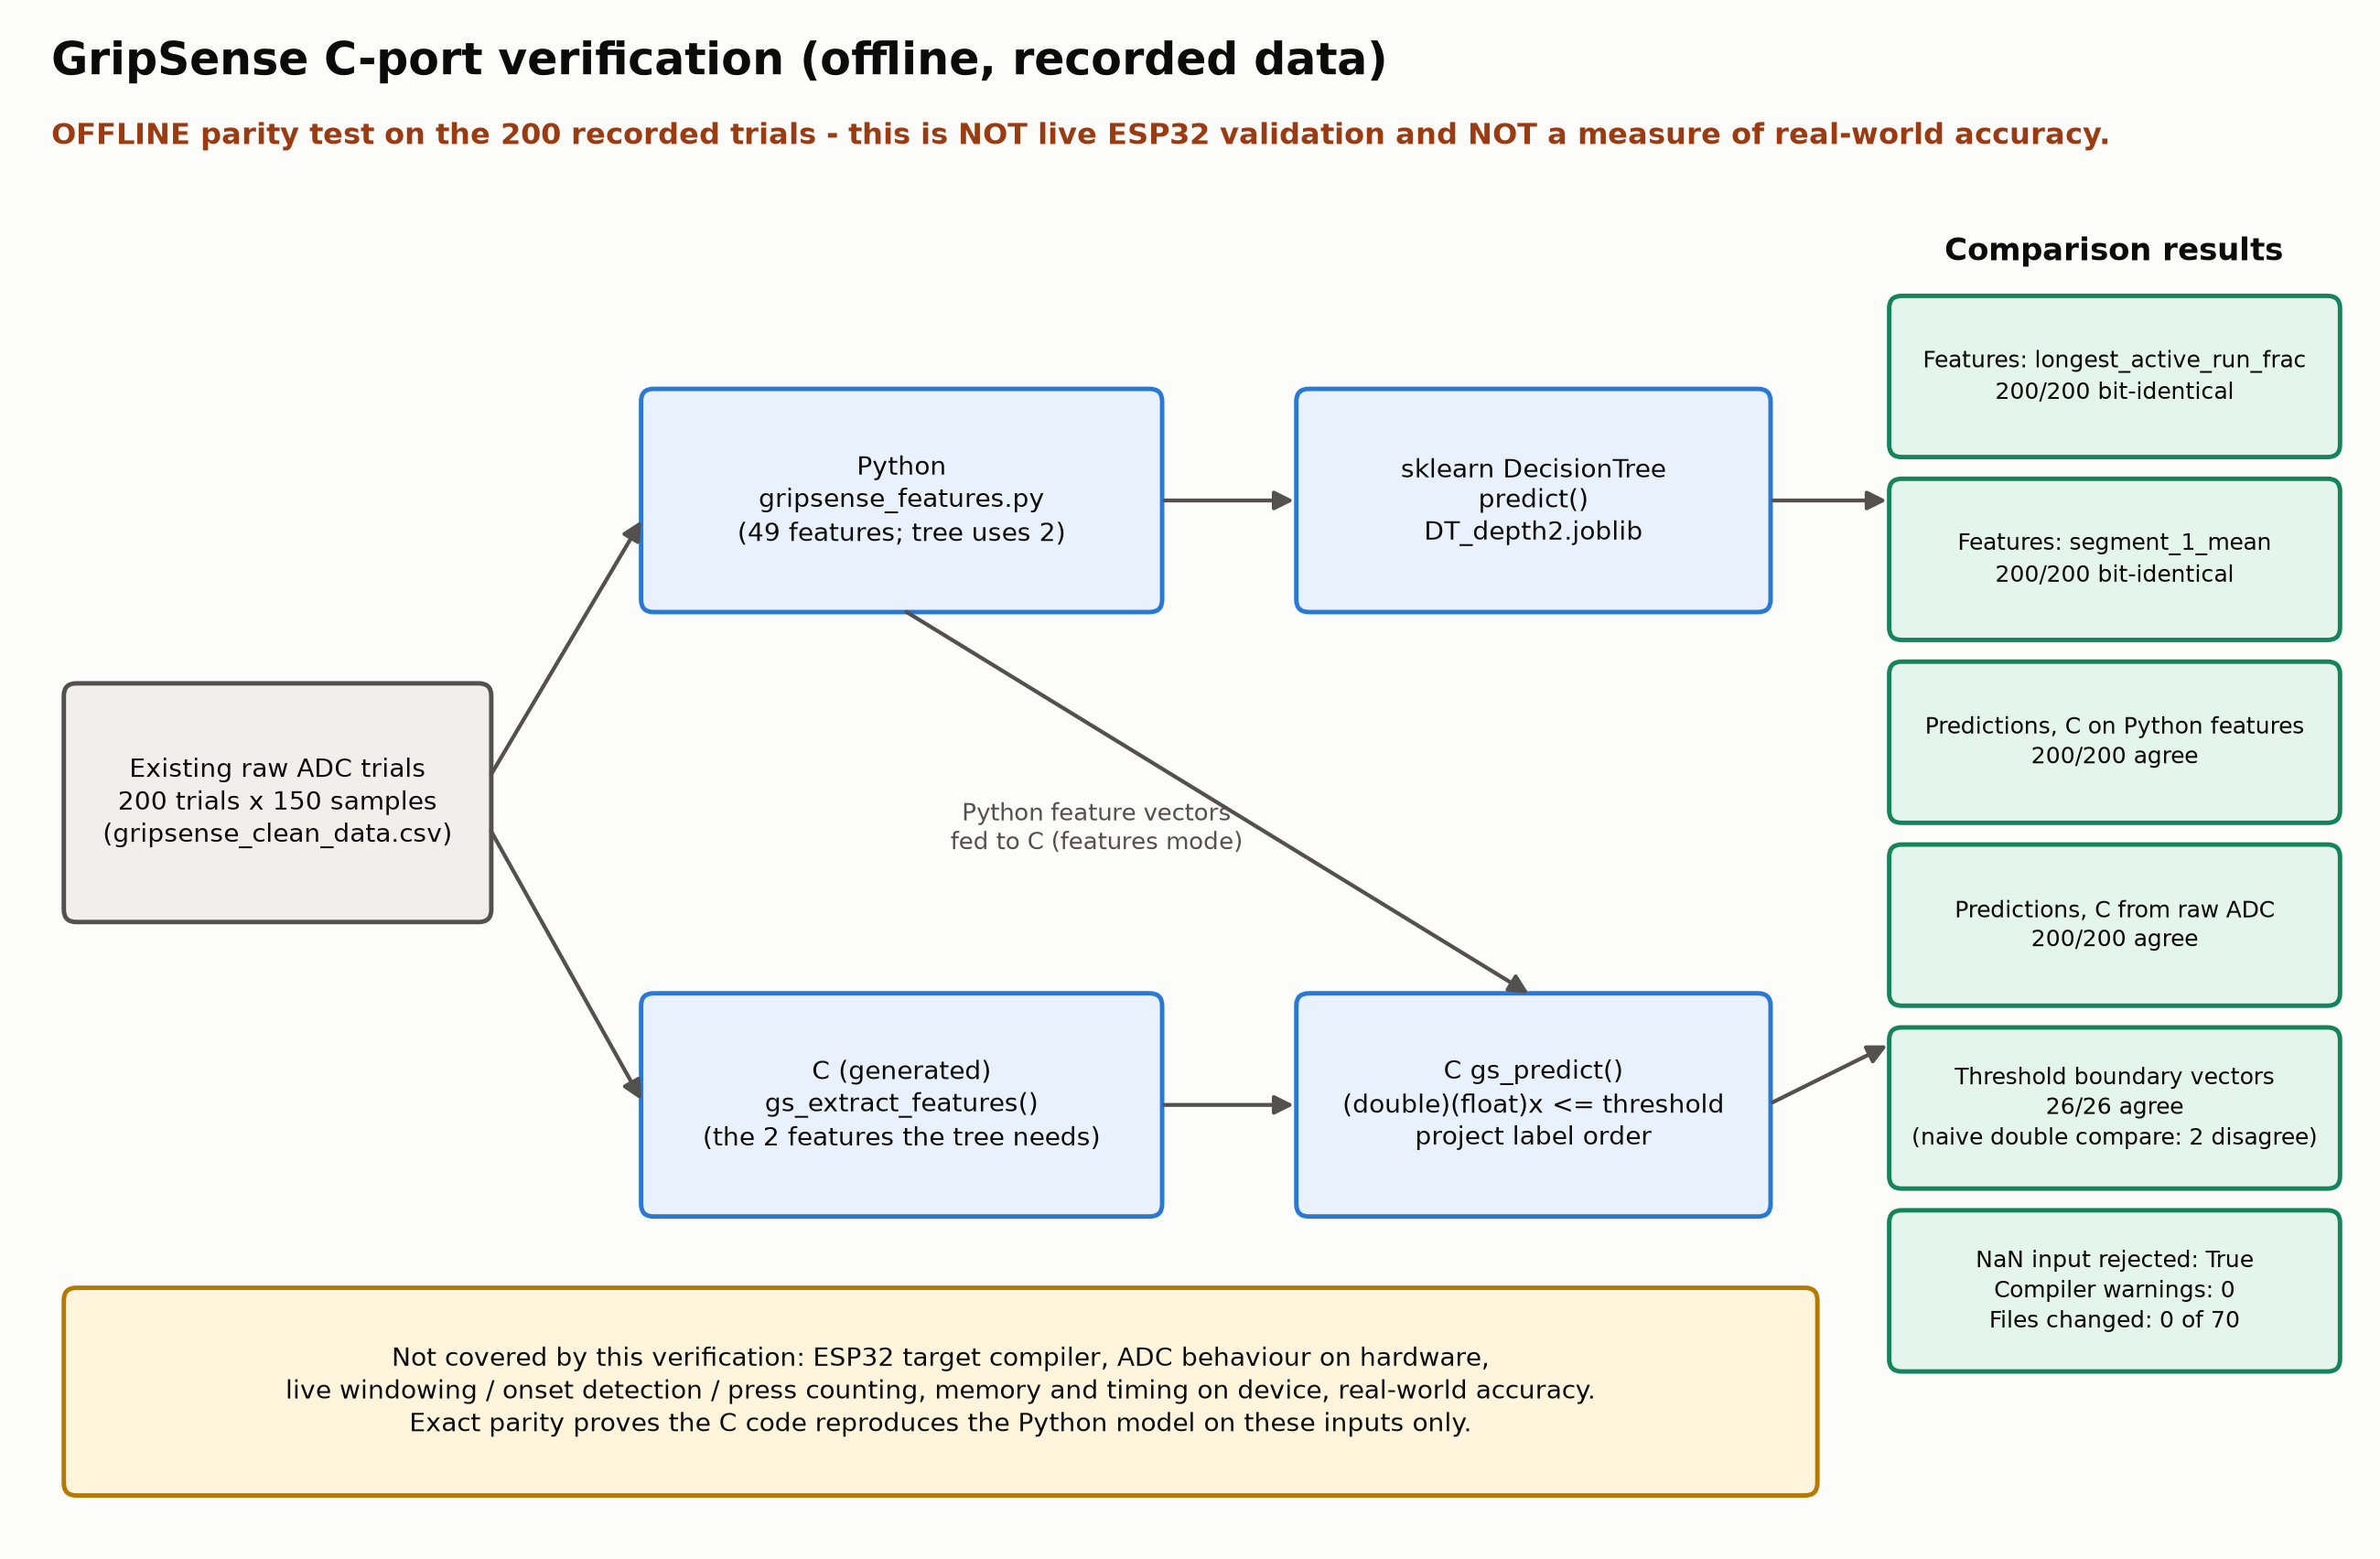 GripSense C-port verification (offline, recorded data)
OFFLINE parity test on the 200 recorded trials - this is NOT live ESP32 validation and NOT a measure of real-world accuracy.
Existing raw ADC trials
200 trials x 150 samples
(gripsense_clean_data.csv)
Python
gripsense_features.py
(49 features; tree uses 2)
sklearn DecisionTree
predict()
DT_depth2.joblib
Python feature vectors
fed to C (features mode)
C (generated)
gs_extract_features()
(the 2 features the tree needs)
C gs_predict()
(double)(float)x <= threshold
project label order
Comparison results
Features: longest_active_run_frac
200/200 bit-identical
Features: segment_1_mean
200/200 bit-identical
Predictions, C on Python features
200/200 agree
Predictions, C from raw ADC
200/200 agree
Threshold boundary vectors
26/26 agree
(naive double compare: 2 disagree)
NaN input rejected: True
Compiler warnings: 0
Files changed: 0 of 70
Not covered by this verification: ESP32 target compiler, ADC behaviour on hardware,
live windowing / onset detection / press counting, memory and timing on device, real-world accuracy.
Exact parity proves the C code reproduces the Python model on these inputs only.